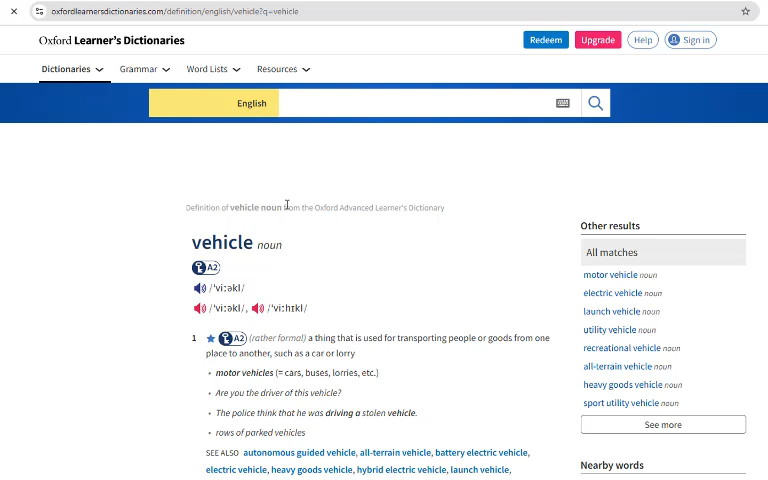 oxfordlearnersdictionaries.com/definition/english/vehicle?q=vehicle
Oxford Learner's Dictionaries
Redeem
Upgrade
Help
Sign in
Dictionaries
Grammar
Word Lists
Resources
English
Definition of vehicle noun from the Oxford Advanced Learner's Dictionary
vehicle noun
A2
/ˈviːəkl/
/ˈviːəkl/, /ˈviːhɪkl/
1 A2 (rather formal) a thing that is used for transporting people or goods from one
place to another, such as a car or lorry
• motor vehicles (= cars, buses, lorries, etc.)
• Are you the driver of this vehicle?
• The police think that he was driving a stolen vehicle.
• rows of parked vehicles
SEE ALSO autonomous guided vehicle, all-terrain vehicle, battery electric vehicle,
electric vehicle, heavy goods vehicle, hybrid electric vehicle, launch vehicle,
Other results
All matches
motor vehicle noun
electric vehicle noun
launch vehicle noun
utility vehicle noun
recreational vehicle noun
all-terrain vehicle noun
heavy goods vehicle noun
sport utility vehicle noun
See more
Nearby words